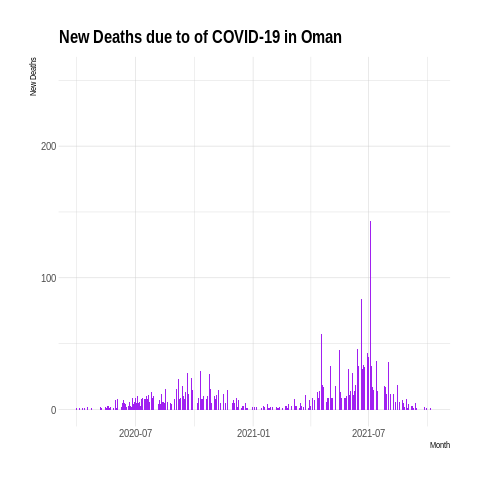 New Deaths due to of COVID-19 in Oman
New Deaths
200
100
0
2020-07
2021-01
2021-07
Month